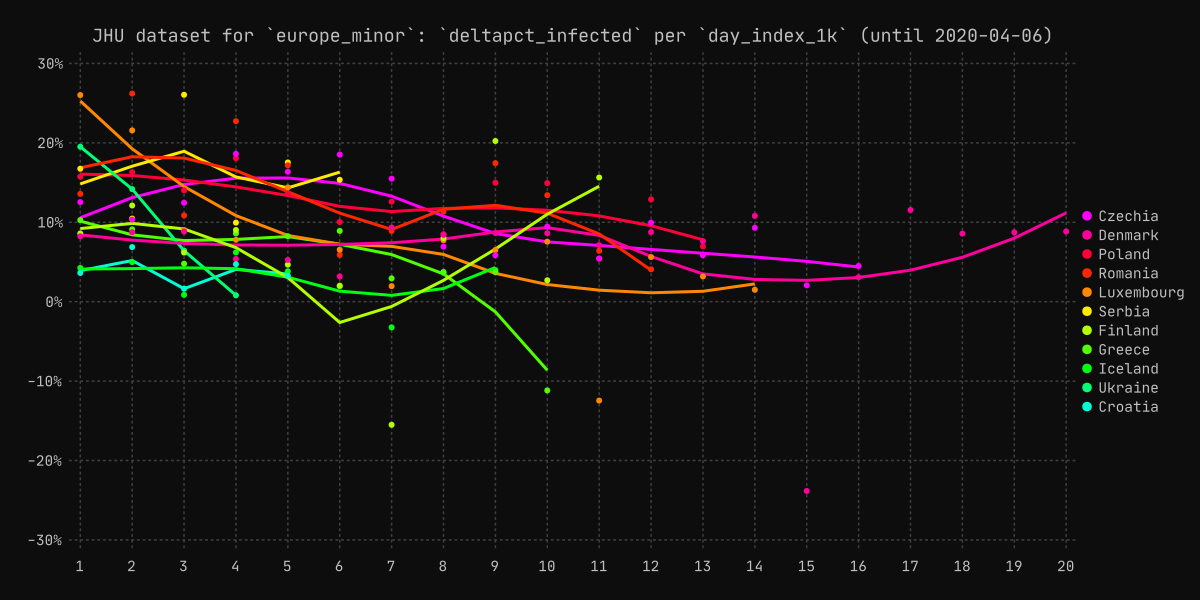 JHU dataset for `europe_minor`: `deltapct_infected` per `day_index_1k` (until 2020-04-06)
30%
20%
10%
0%
-10%
-20%
-30%
1 2 3 4 5 6 7 8 9 10 11 12 13 14 15 16 17 18 19 20
Czechia
Denmark
Poland
Romania
Luxembourg
Serbia
Finland
Greece
Iceland
Ukraine
Croatia